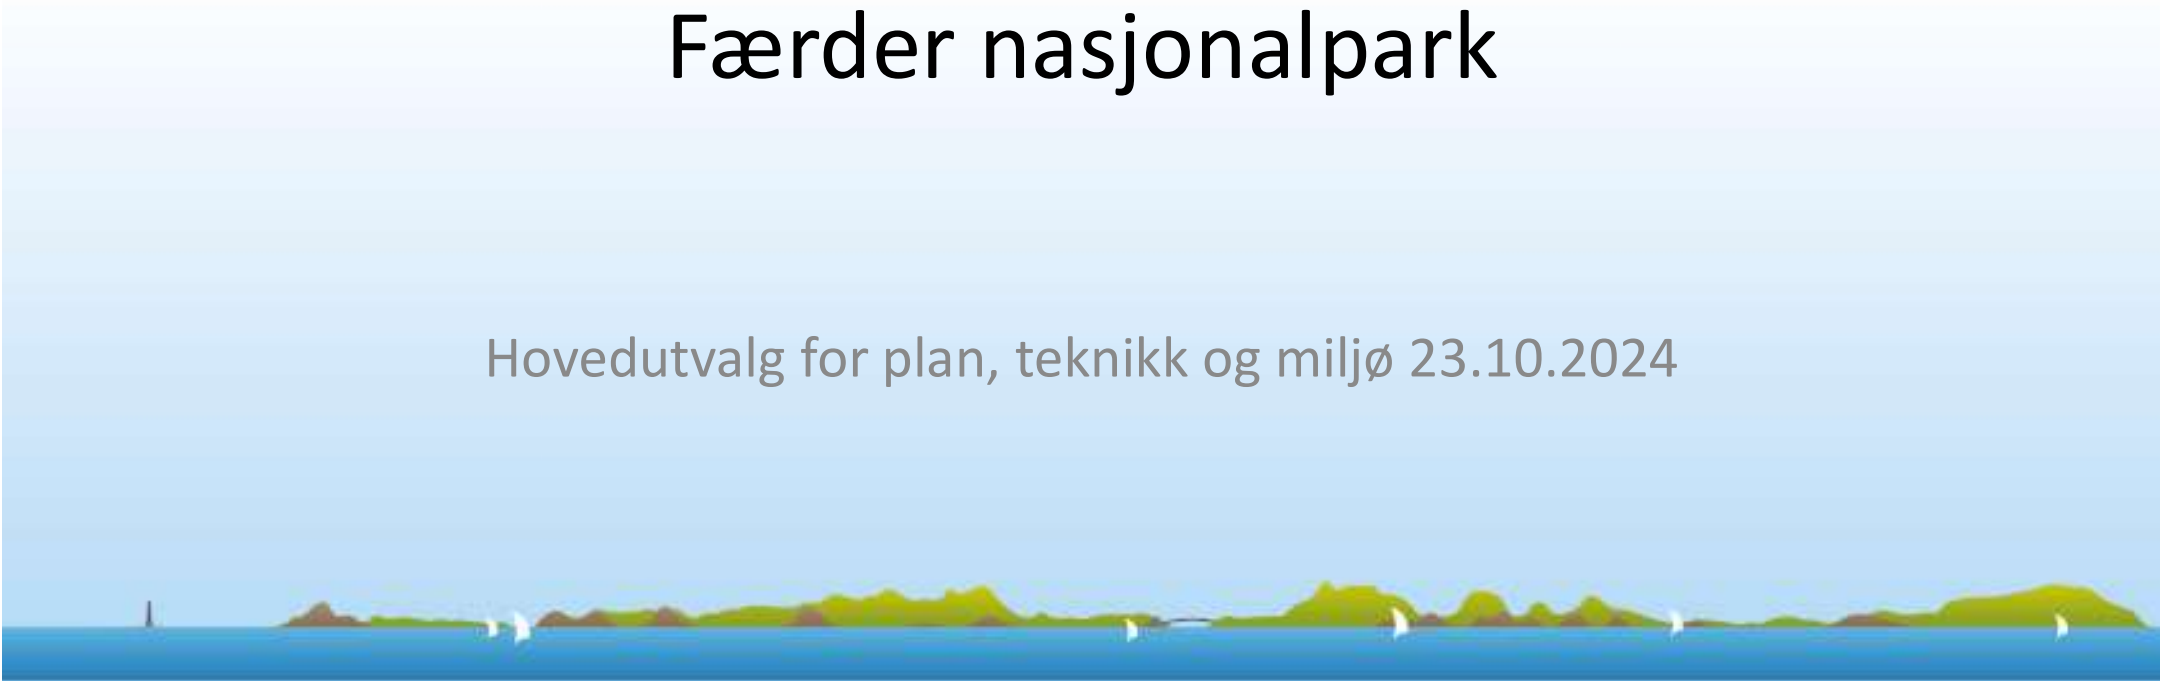 Færder nasjonalpark
Hovedutvalg for plan, teknikk og miljø 23.10.2024